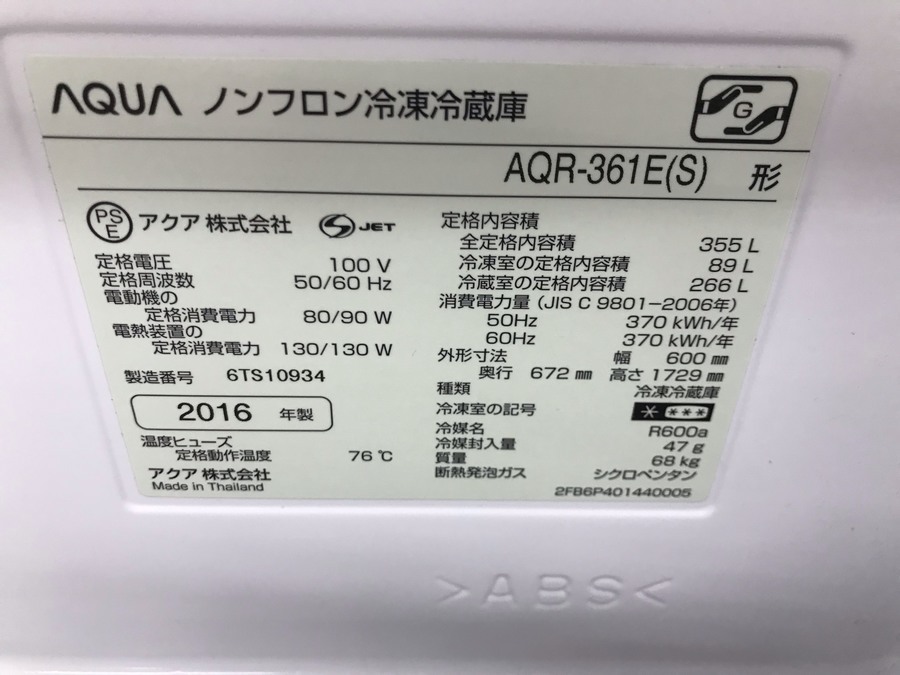 AQUA ノンフロン冷凍冷蔵庫
G
AQR-361E(S) 形
PSE アクア株式会社 S JET
定格電圧 100 V
定格周波数 50/60 Hz
電動機の
定格消費電力 80/90 W
電熱装置の
定格消費電力 130/130 W
製造番号 6TS10934
2016 年製
温度ヒューズ
定格動作温度 76 ℃
アクア株式会社
Made in Thailand
定格内容積
全定格内容積 355 L
冷凍室の定格内容積 89 L
冷蔵室の定格内容積 266 L
消費電力量 (JIS C 9801-2006年)
50Hz 370 kWh/年
60Hz 370 kWh/年
外形寸法 幅 600 mm
奥行 672 mm 高さ 1729 mm
種類 冷凍冷蔵庫
冷凍室の記号 * ***
冷媒名 R600a
冷媒封入量 47 g
質量 68 kg
断熱発泡ガス シクロペンタン
2FB6P401440005
>ABS<